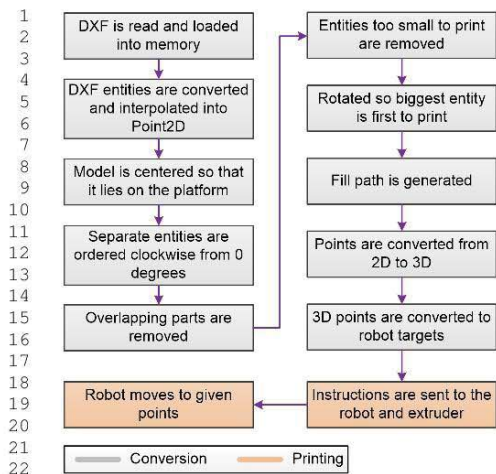 1
2
3
4
5
6
7
8
9
10
11
12
13
14
15
16
17
18
19
20
21
22
DXF is read and loaded
into memory
DXF entities are converted
and interpolated into
Point2D
Model is centered so that
it lies on the platform
Separate entities are
ordered clockwise from 0
degrees
Overlapping parts are
removed
Entities too small to print
are removed
Rotated so biggest entity
is first to print
Fill path is generated
Points are converted from
2D to 3D
3D points are converted to
robot targets
Instructions are sent to the
robot and extruder
Robot moves to given
points
Conversion
Printing